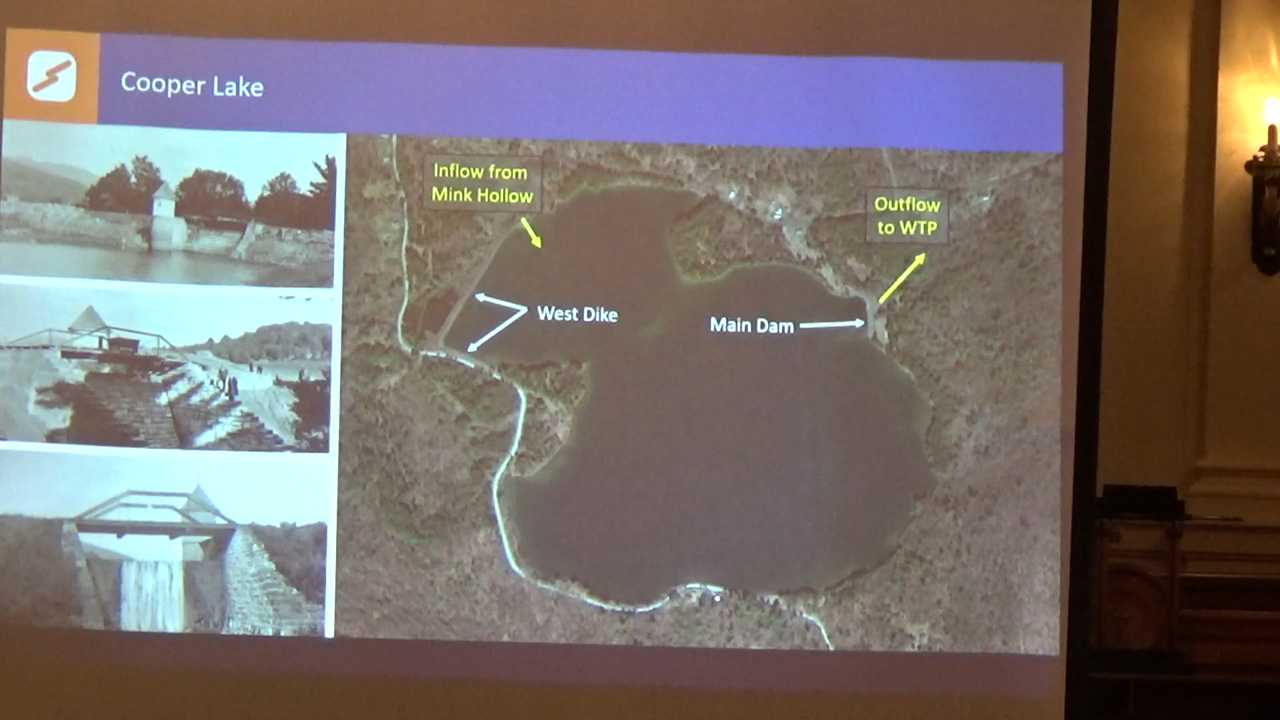 Cooper Lake
Inflow from
Mink Hollow
Outflow
to WTP
West Dike
Main Dam